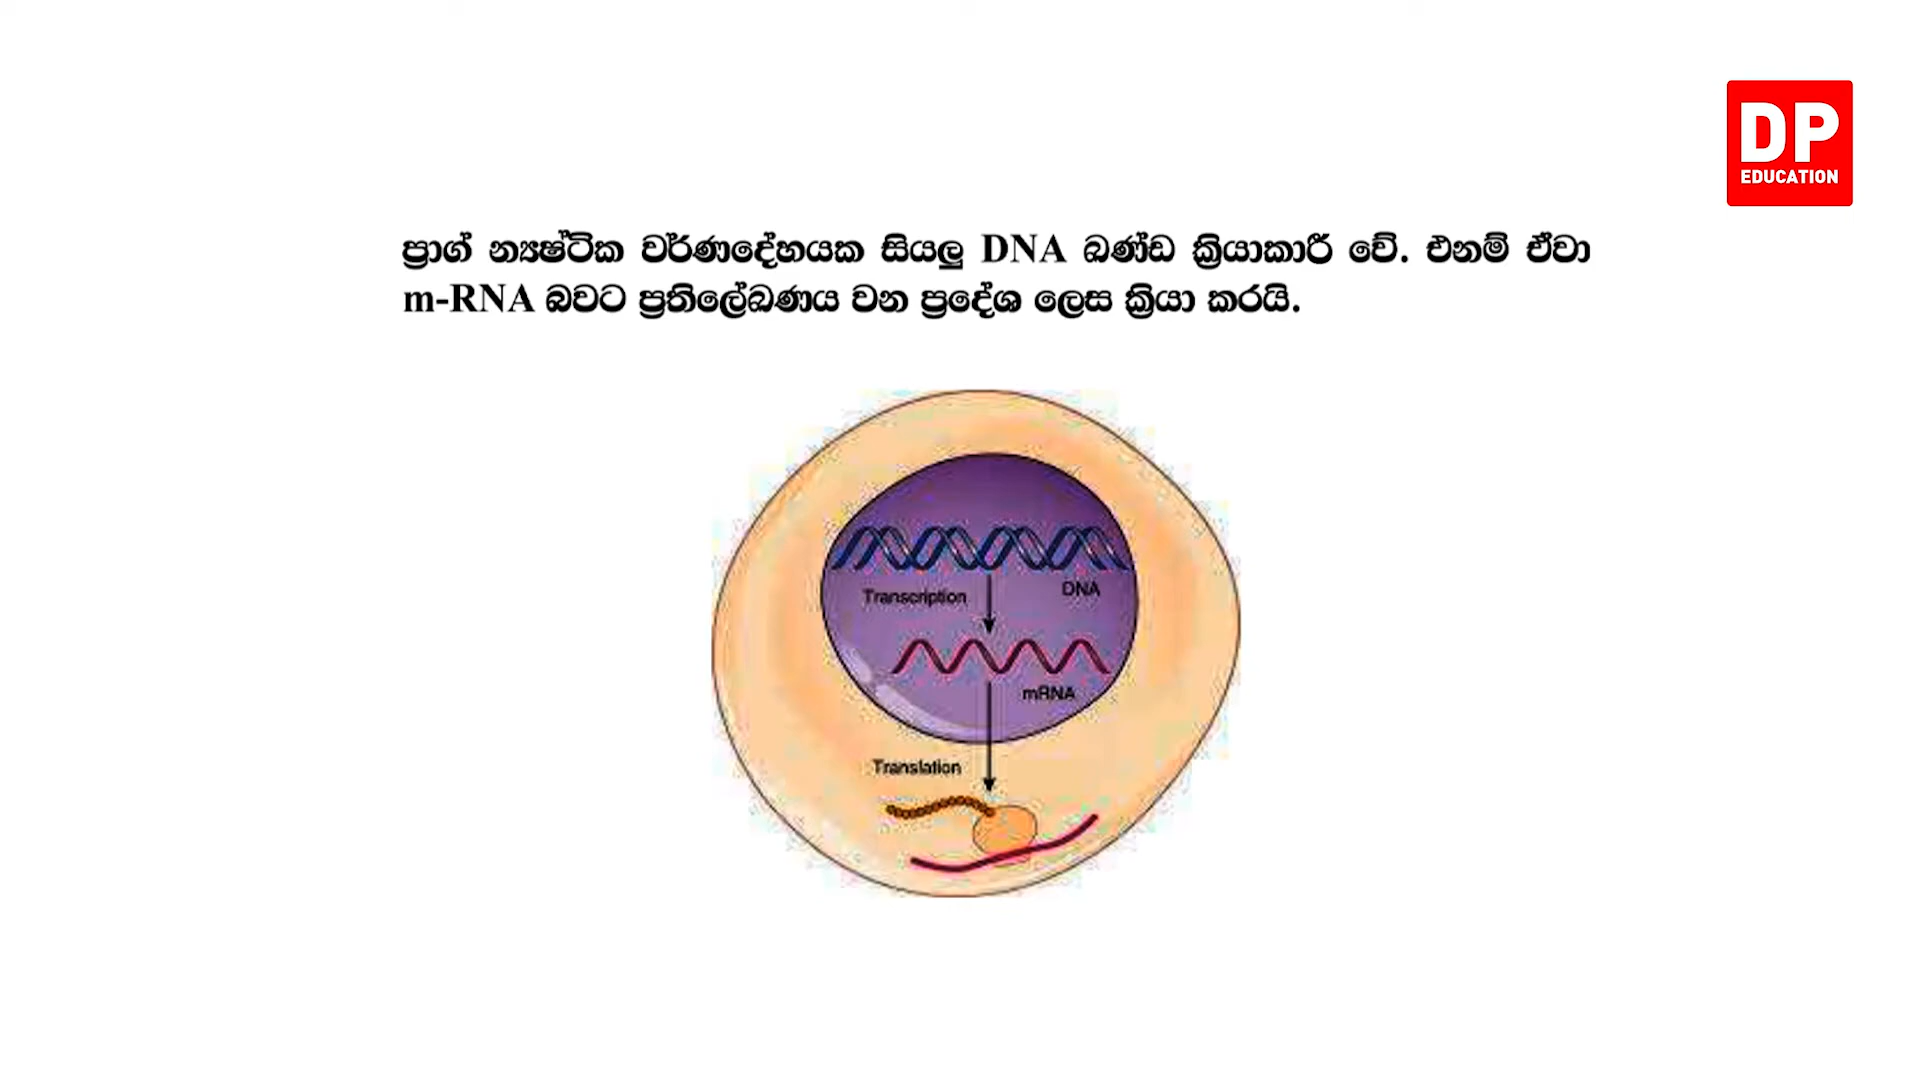 DP
EDUCATION
ප්‍රාග් න්‍යෂ්ටික වර්ණදේහයක සියලු DNA ඛණ්ඩ ක්‍රියාකාරී වේ. එනම් ඒවා
m-RNA බවට ප්‍රතිලේඛණය වන ප්‍රදේශ ලෙස ක්‍රියා කරයි.
Transcription
DNA
mRNA
Translation